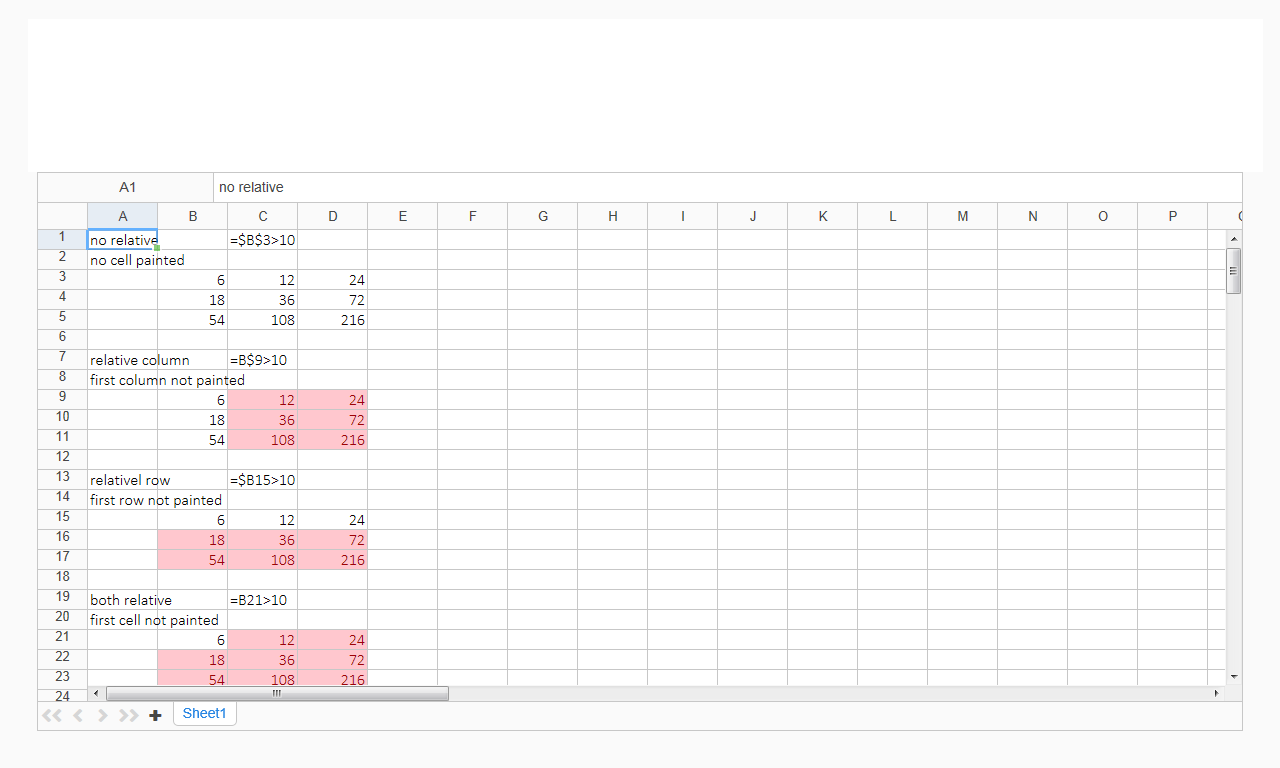 A1 no relative
A B C D E F G H I J K L M N O P
1 no relative =$B$3>10
2 no cell painted
3 6 12 24
4 18 36 72
5 54 108 216
6
7 relative column =B$9>10
8 first column not painted
9 6 12 24
10 18 36 72
11 54 108 216
12
13 relativel row =$B15>10
14 first row not painted
15 6 12 24
16 18 36 72
17 54 108 216
18
19 both relative =B21>10
20 first cell not painted
21 6 12 24
22 18 36 72
23 54 108 216
24
Sheet1